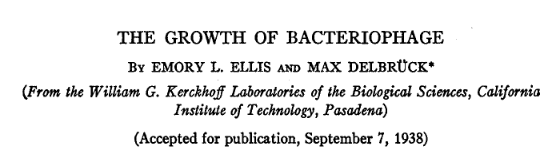 THE GROWTH OF BACTERIOPHAGE
BY EMORY L. ELLIS AND MAX DELBRÜCK*
(From the William G. Kerckhoff Laboratories of the Biological Sciences, California
Institute of Technology, Pasadena)
(Accepted for publication, September 7, 1938)